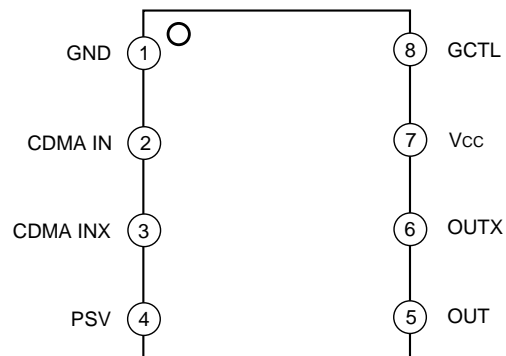 GND 1 8 GCTL
CDMA IN 2 7 Vcc
CDMA INX 3 6 OUTX
PSV 4 5 OUT